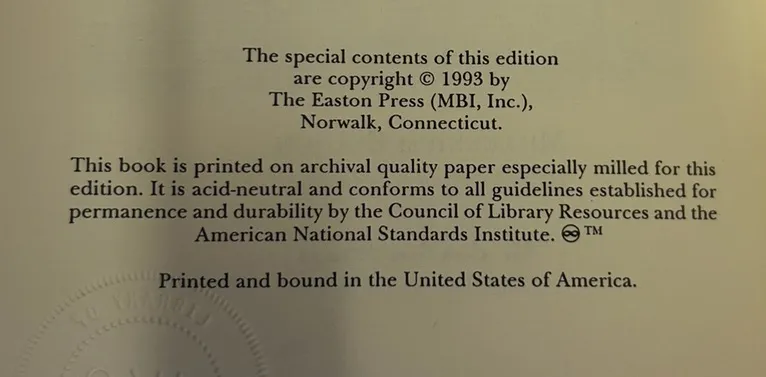 The special contents of this edition
are copyright © 1993 by
The Easton Press (MBI, Inc.),
Norwalk, Connecticut.
This book is printed on archival quality paper especially milled for this
edition. It is acid-neutral and conforms to all guidelines established for
permanence and durability by the Council of Library Resources and the
American National Standards Institute. ♾ ™
Printed and bound in the United States of America.
LIBRARY OF